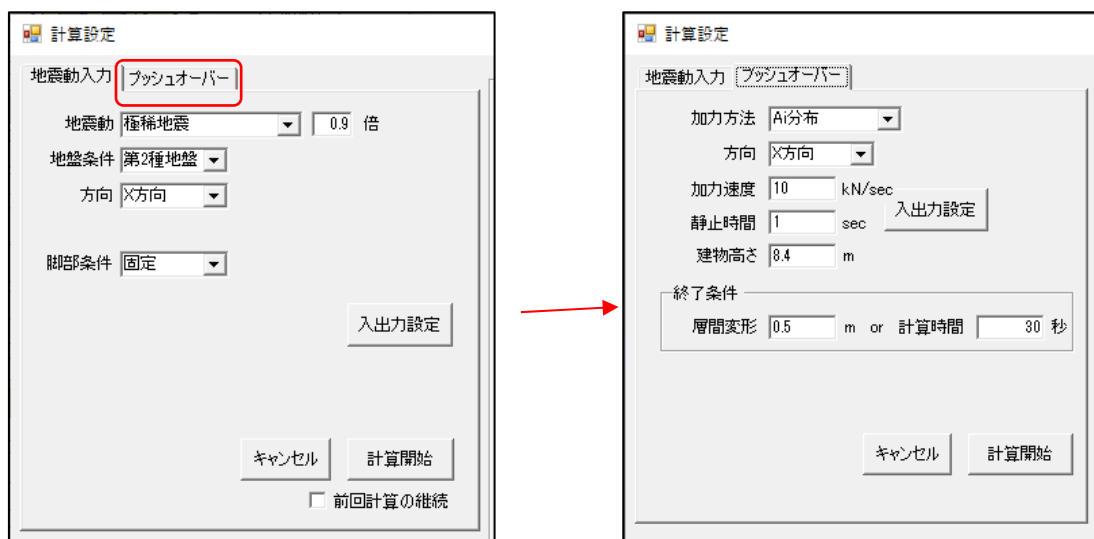 計算設定
地震動入力 プッシュオーバー
地震動 極稀地震 0.9 倍
地盤条件 第2種地盤
方向 X方向
脚部条件 固定
入出力設定
キャンセル 計算開始
前回計算の継続
計算設定
地震動入力 プッシュオーバー
加力方法 Ai分布
方向 X方向
加力速度 10 kN/sec
入出力設定
静止時間 1 sec
建物高さ 8.4 m
終了条件
層間変形 0.5 m or 計算時間 30 秒
キャンセル 計算開始